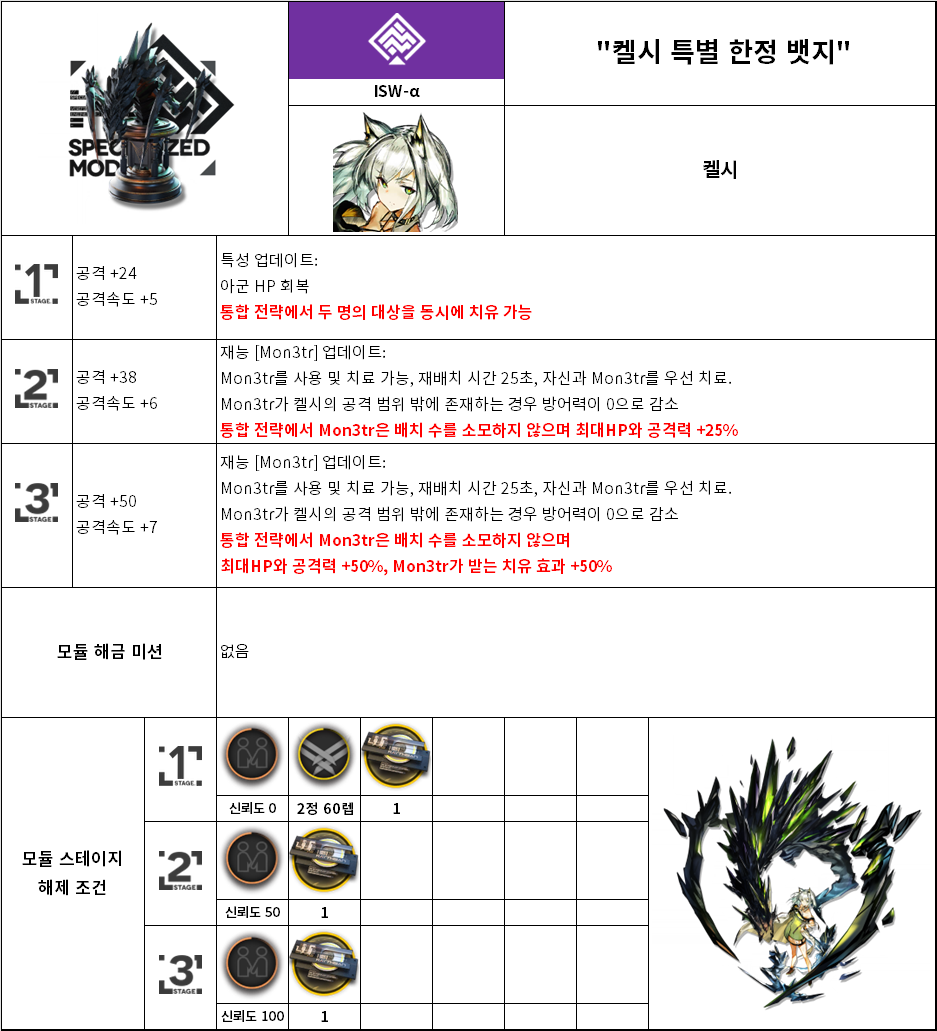 SPECIALIZED
MOD
ISW-α
"켈시 특별 한정 뱃지"
켈시
1
STAGE.
공격 +24
공격속도 +5
특성 업데이트:
아군 HP 회복
통합 전략에서 두 명의 대상을 동시에 치유 가능
2
STAGE.
공격 +38
공격속도 +6
재능 [Mon3tr] 업데이트:
Mon3tr를 사용 및 치료 가능, 재배치 시간 25초, 자신과 Mon3tr를 우선 치료.
Mon3tr가 켈시의 공격 범위 밖에 존재하는 경우 방어력이 0으로 감소
통합 전략에서 Mon3tr은 배치 수를 소모하지 않으며 최대HP와 공격력 +25%
3
STAGE.
공격 +50
공격속도 +7
재능 [Mon3tr] 업데이트:
Mon3tr를 사용 및 치료 가능, 재배치 시간 25초, 자신과 Mon3tr를 우선 치료.
Mon3tr가 켈시의 공격 범위 밖에 존재하는 경우 방어력이 0으로 감소
통합 전략에서 Mon3tr은 배치 수를 소모하지 않으며
최대HP와 공격력 +50%, Mon3tr가 받는 치유 효과 +50%
모듈 해금 미션
없음
모듈 스테이지
해제 조건
1
STAGE.
신뢰도 0
2정 60렙
1
2
STAGE.
신뢰도 50
1
3
STAGE.
신뢰도 100
1